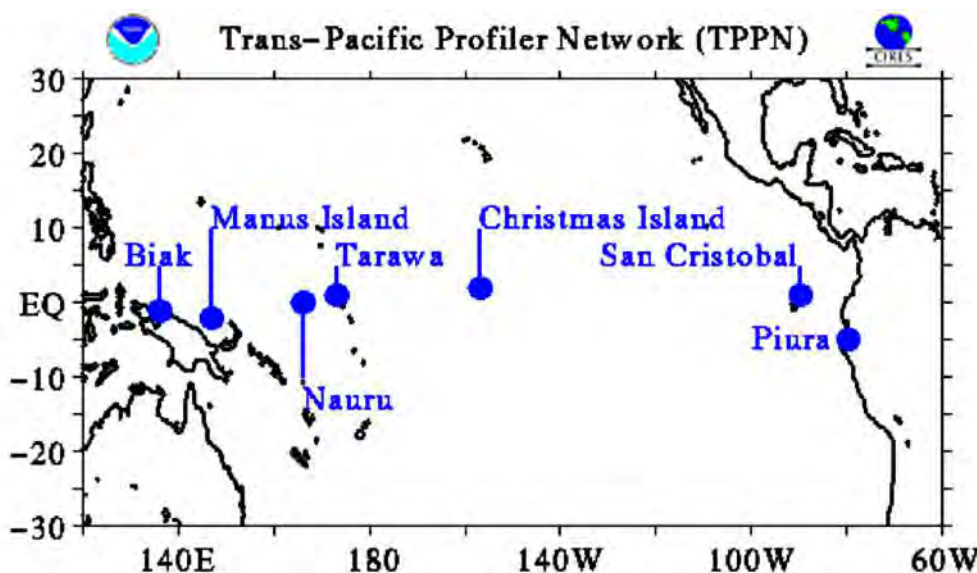 Trans-Pacific Profiler Network (TPPN)
CIRES
30
20
10
EQ
-10
-20
-30
Manus Island
Christmas Island
Biak
Tarawa
San Cristobal
Piura
Nauru
140E
180
140W
100W
60W